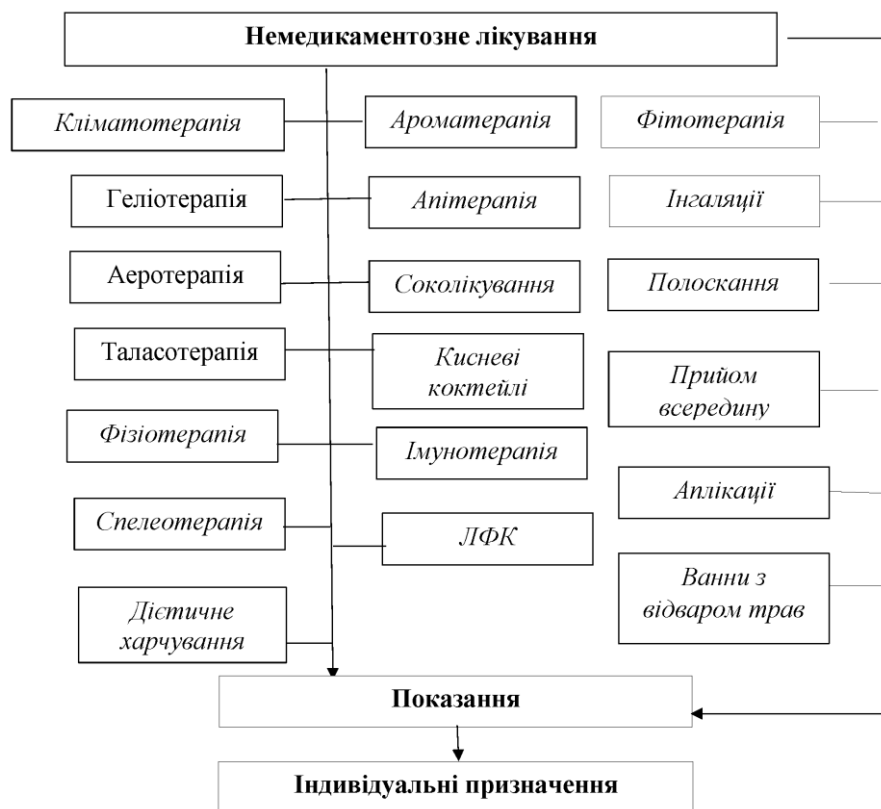 Немедикаментозне лікування
Кліматотерапія
Ароматерапія
Фітотерапія
Геліотерапія
Апітерапія
Інгаляції
Аеротерапія
Соколікування
Полоскання
Таласотерапія
Кисневі
коктейлі
Прийом
всередину
Фізіотерапія
Імунотерапія
Аплікації
Спелеотерапія
ЛФК
Ванни з
відваром трав
Дієтичне
харчування
Показання
Індивідуальні призначення